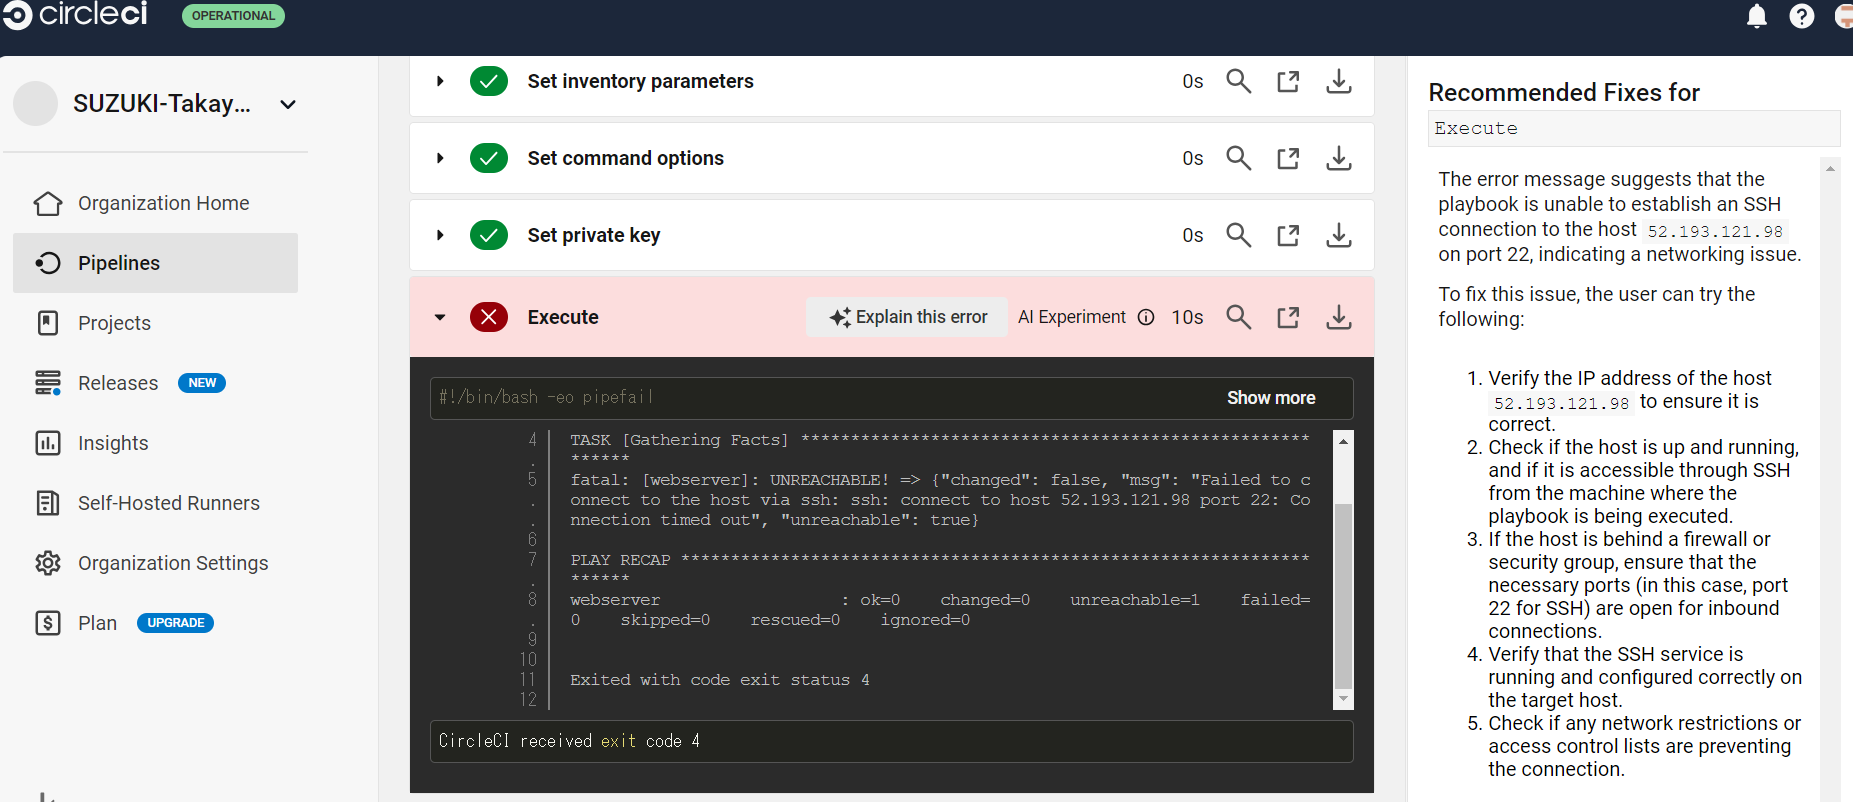 circleci OPERATIONAL
SUZUKI-Takay...
Organization Home
Pipelines
Projects
Releases NEW
Insights
Self-Hosted Runners
Organization Settings
Plan UPGRADE
Set inventory parameters 0s
Set command options 0s
Set private key 0s
Execute Explain this error AI Experiment 10s
#!/bin/bash -eo pipefail Show more
4 TASK [Gathering Facts] ***************************************************
. ******
5 fatal: [webserver]: UNREACHABLE! => {"changed": false, "msg": "Failed to c
. onnect to the host via ssh: ssh: connect to host 52.193.121.98 port 22: Co
. nnection timed out", "unreachable": true}
6
7 PLAY RECAP ***************************************************************
. ******
8 webserver : ok=0 changed=0 unreachable=1 failed=
. 0 skipped=0 rescued=0 ignored=0
9
10
11 Exited with code exit status 4
12
CircleCI received exit code 4
Recommended Fixes for
Execute
The error message suggests that the
playbook is unable to establish an SSH
connection to the host 52.193.121.98
on port 22, indicating a networking issue.
To fix this issue, the user can try the
following:
1. Verify the IP address of the host
52.193.121.98 to ensure it is
correct.
2. Check if the host is up and running,
and if it is accessible through SSH
from the machine where the
playbook is being executed.
3. If the host is behind a firewall or
security group, ensure that the
necessary ports (in this case, port
22 for SSH) are open for inbound
connections.
4. Verify that the SSH service is
running and configured correctly on
the target host.
5. Check if any network restrictions or
access control lists are preventing
the connection.